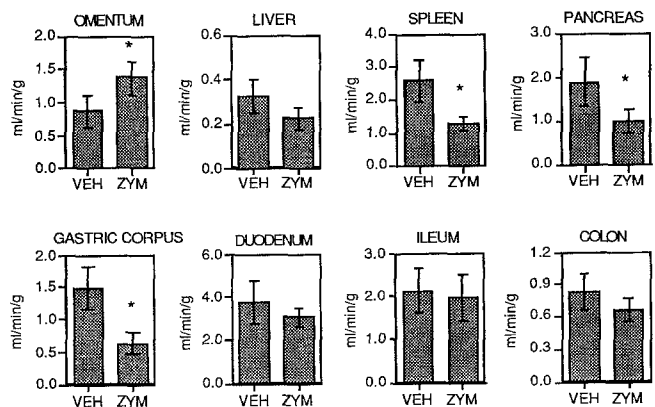 OMENTUM
2.0
1.5
1.0
0.5
0.0
ml/min/g
*
VEH ZYM
LIVER
0.6
0.4
0.2
0.0
ml/min/g
VEH ZYM
SPLEEN
4.0
3.0
2.0
1.0
0.0
ml/min/g
*
VEH ZYM
PANCREAS
3.0
2.0
1.0
0.0
ml/min/g
*
VEH ZYM
GASTRIC CORPUS
2.0
1.5
1.0
0.5
0.0
ml/min/g
*
VEH ZYM
DUODENUM
6.0
4.0
2.0
0.0
ml/min/g
VEH ZYM
ILEUM
3.0
2.0
1.0
0.0
ml/min/g
VEH ZYM
COLON
1.2
0.9
0.6
0.3
0.0
ml/min/g
VEH ZYM